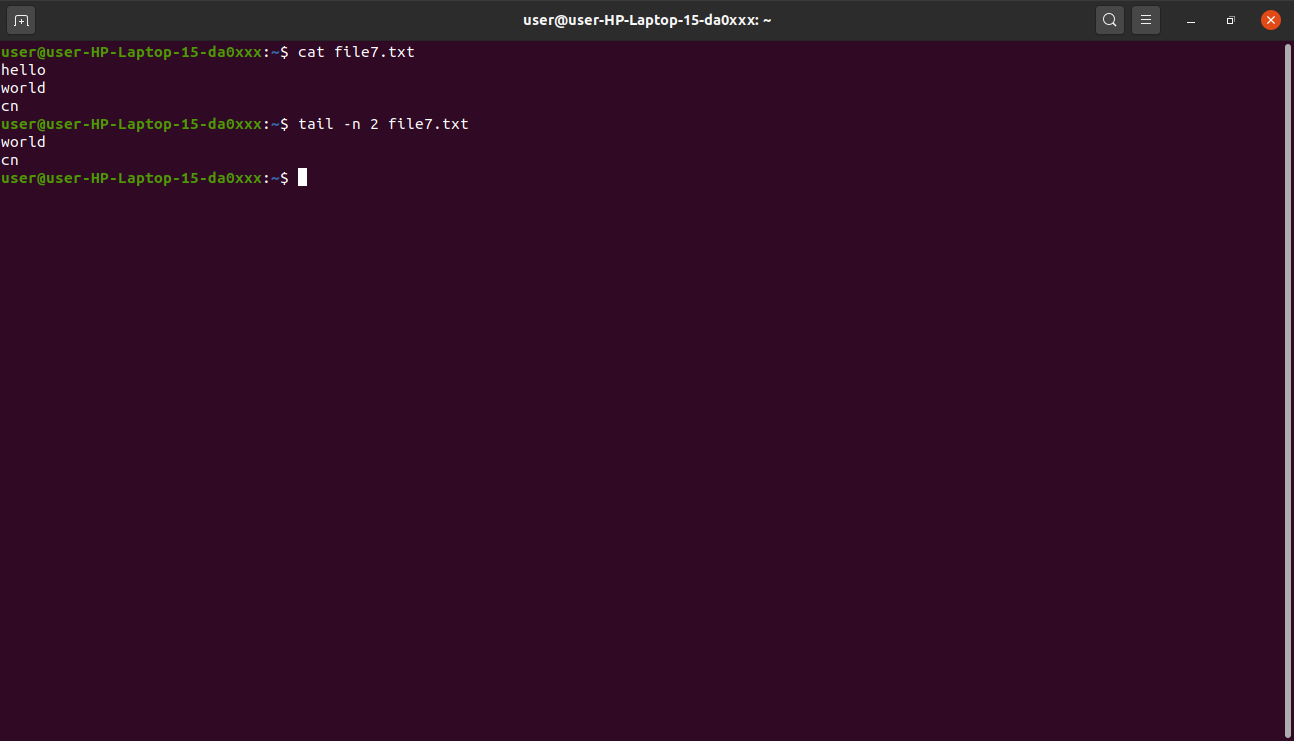 user@user-HP-Laptop-15-da0xxx: ~
user@user-HP-Laptop-15-da0xxx:~$ cat file7.txt
hello
world
cn
user@user-HP-Laptop-15-da0xxx:~$ tail -n 2 file7.txt
world
cn
user@user-HP-Laptop-15-da0xxx:~$